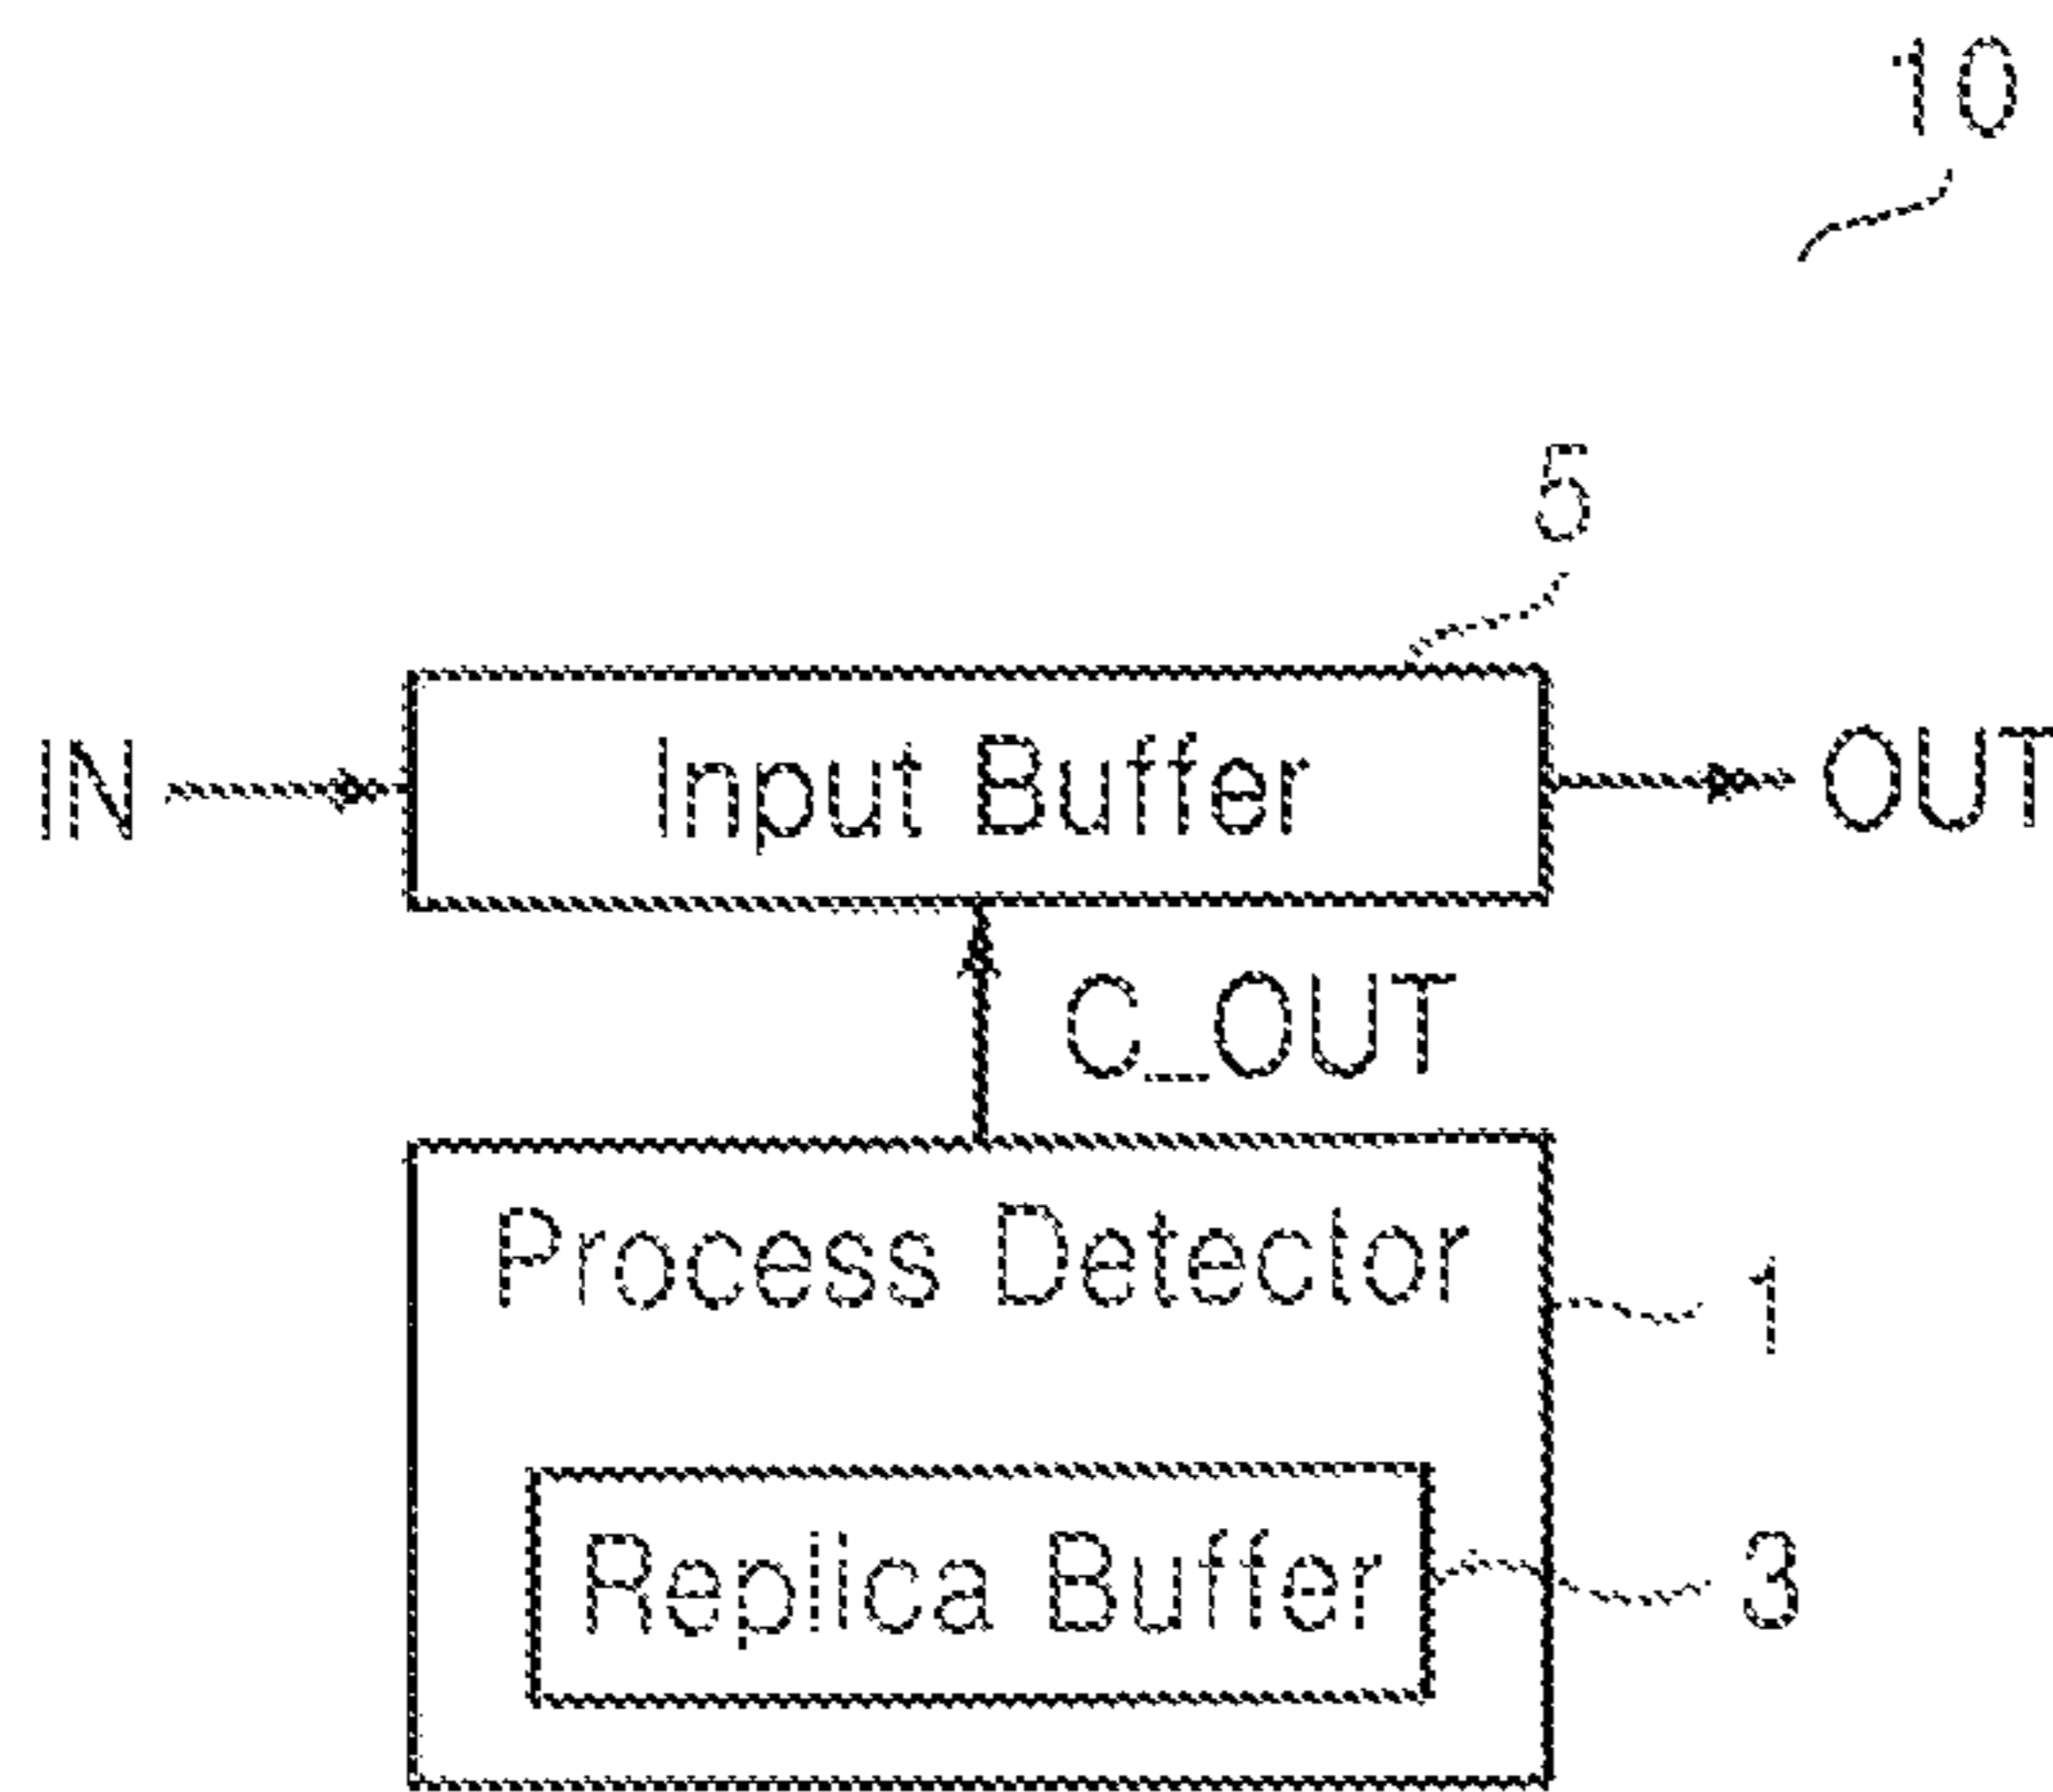 10
5
IN
Input Buffer
OUT
C_OUT
Process Detector
1
Replica Buffer
3